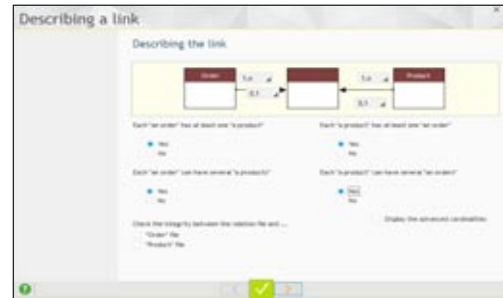 Describing a link
Describing the link
Order 1,n 1,n Product
0,1 0,1
Each "an order" has at least one "a product" Each "a product" has at least one "an order"
Yes Yes
No No
Each "an order" can have several "a products" Each "a product" can have several "an orders"
Yes Yes
No No
Display the advanced cardinalities
Check the integrity between the relation file and ...
"Order" file
"Product" file